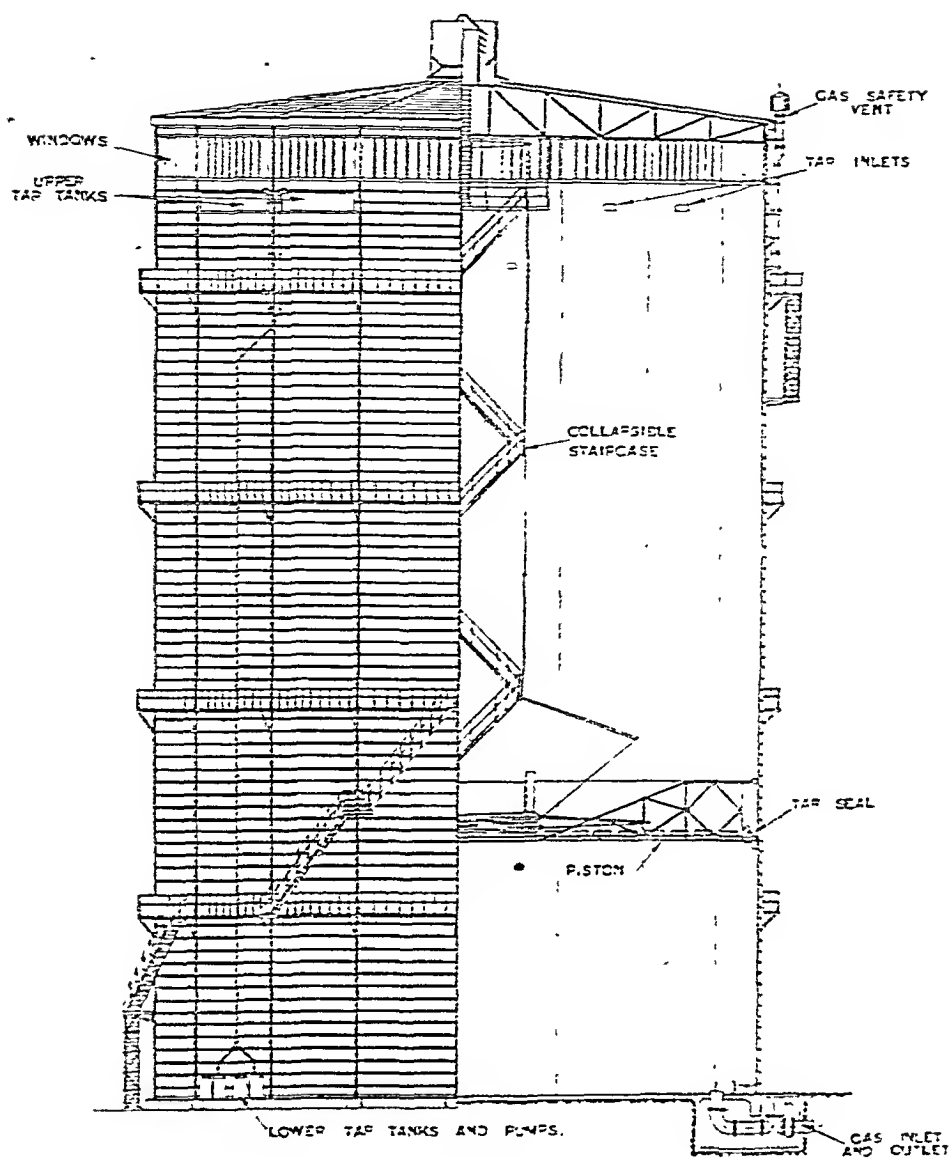 GAS SAFETY
VENT
WINDOWS
TAR INLETS
UPPER
TAR TANKS
COLLAPSIBLE
STAIRCASE
TAR SEAL
PISTON
LOWER TAR TANKS AND PUMPS.
GAS INLET
AND OUTLET